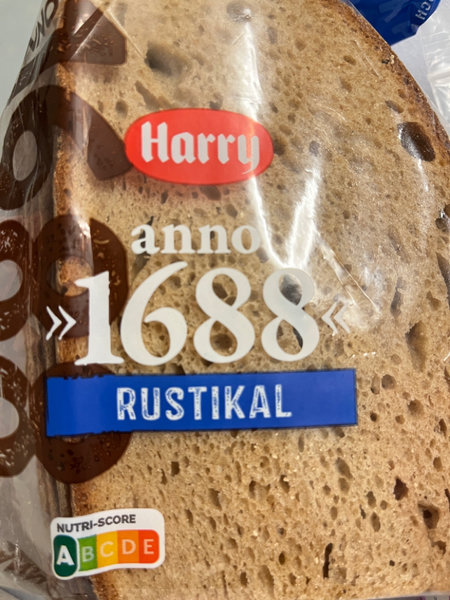 Harry
anno
»1688«
RUSTIKAL
NUTRI-SCORE
ABCDE